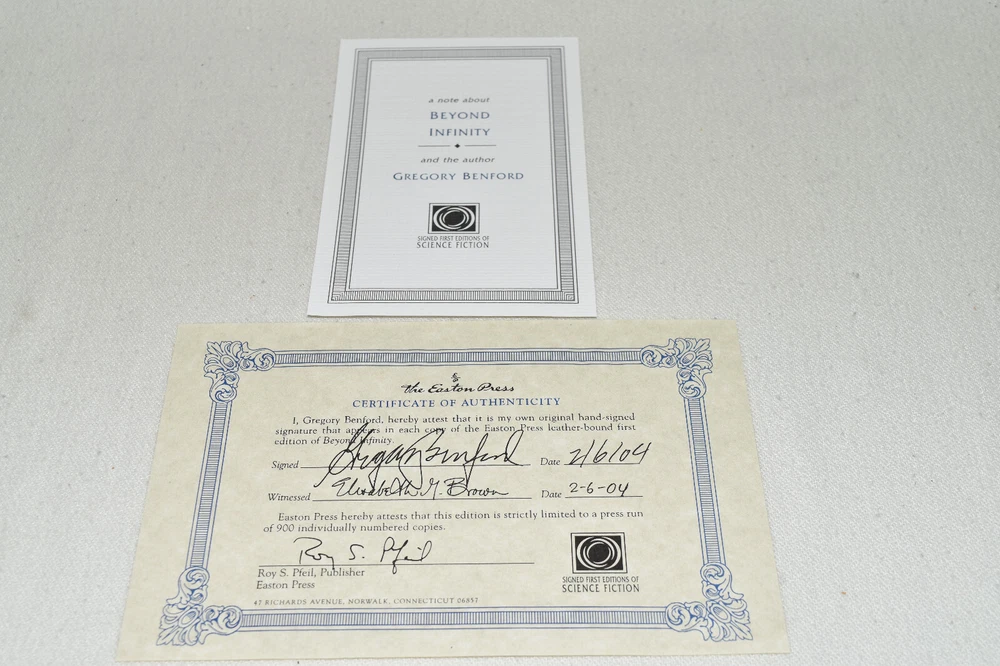 a note about
BEYOND
INFINITY
and the author
GREGORY BENFORD
SIGNED FIRST EDITIONS OF
SCIENCE FICTION
The Easton Press
CERTIFICATE OF AUTHENTICITY
I, Gregory Benford, hereby attest that it is my own original hand-signed
signature that appears in each copy of the Easton Press leather-bound first
edition of Beyond Infinity.
Signed Gregory Benford Date 2/6/04
Witnessed Elizabeth M. Brown Date 2-6-04
Easton Press hereby attests that this edition is strictly limited to a press run
of 900 individually numbered copies.
Roy S. Pfeil
Roy S. Pfeil, Publisher
Easton Press
SIGNED FIRST EDITIONS OF
SCIENCE FICTION
47 RICHARDS AVENUE, NORWALK, CONNECTICUT 06857